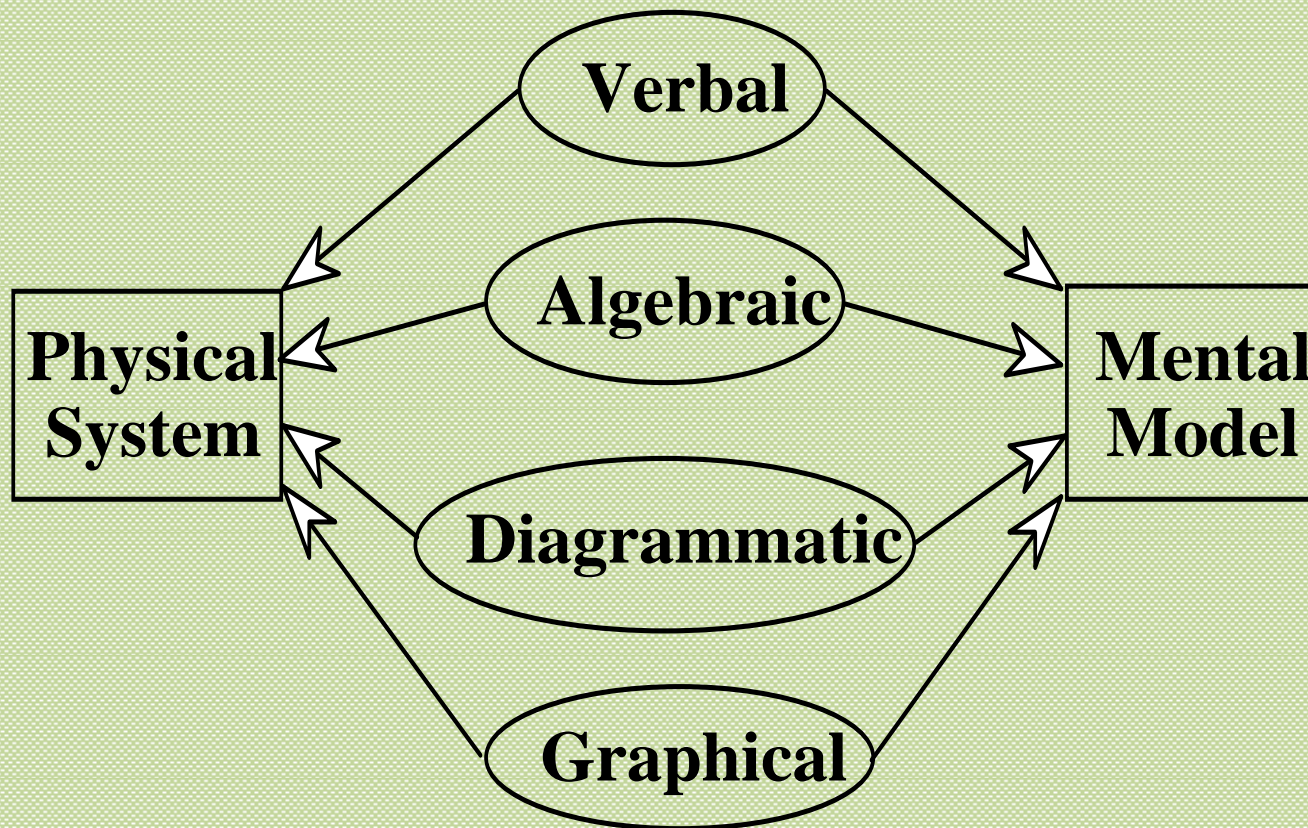 Verbal
Algebraic
Physical
System
Mental
Model
Diagrammatic
Graphical